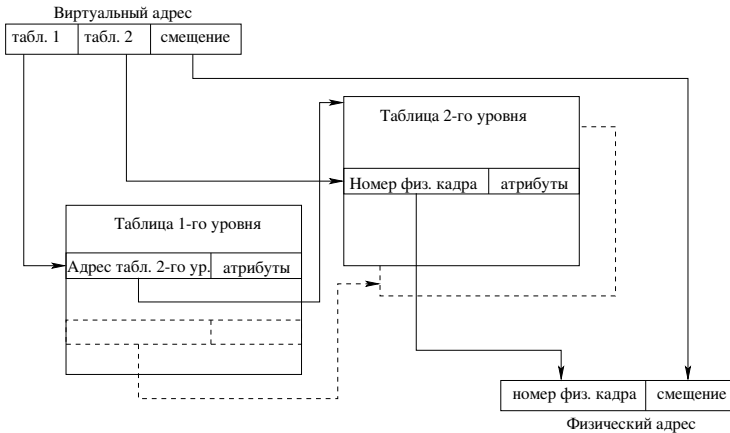 Виртуальный адрес
табл. 1 табл. 2 смещение
Таблица 2-го уровня
Номер физ. кадра атрибуты
Таблица 1-го уровня
Адрес табл. 2-го ур. атрибуты
номер физ. кадра смещение
Физический адрес